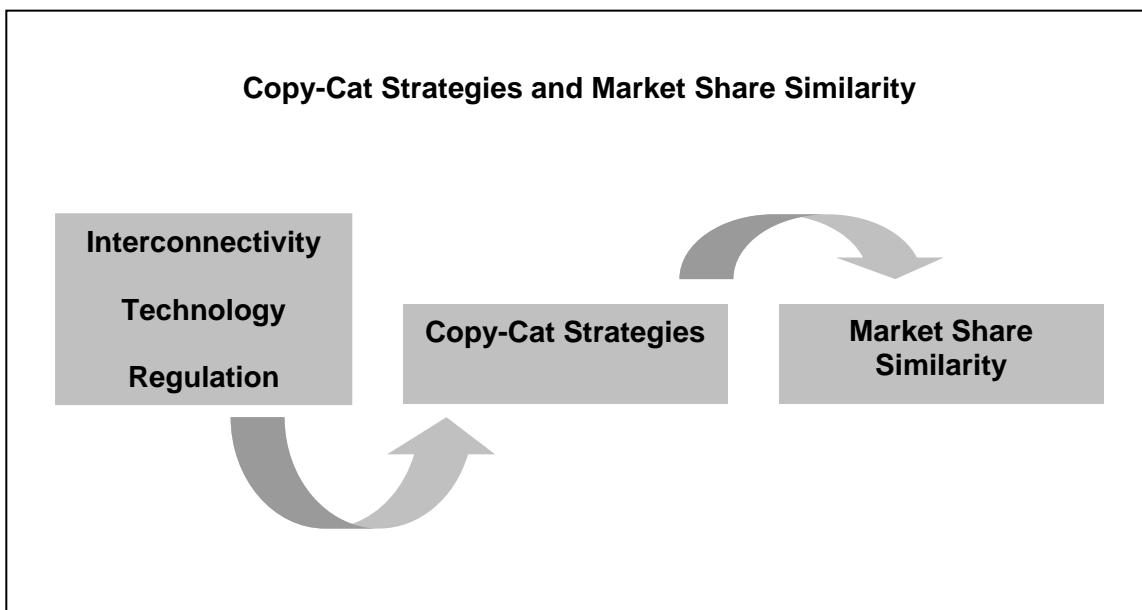 Copy-Cat Strategies and Market Share Similarity
Interconnectivity
Technology
Regulation
Copy-Cat Strategies
Market Share
Similarity